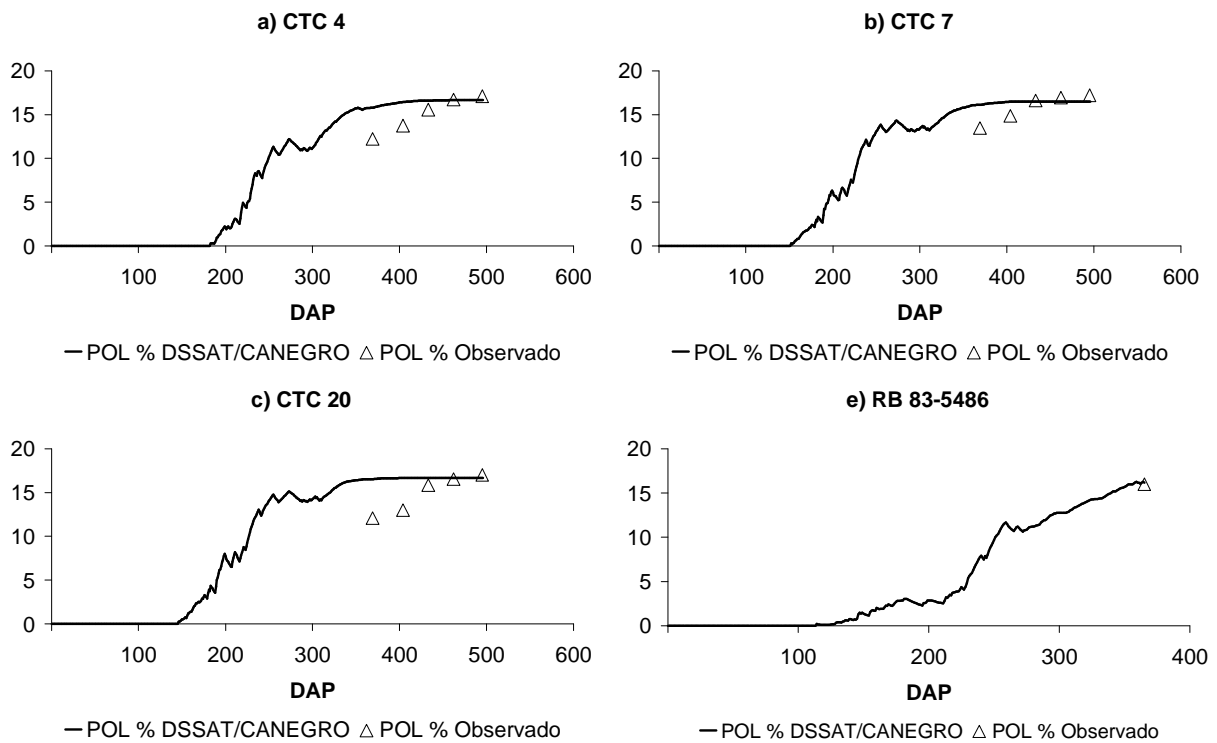 a) CTC 4
20
15
10
5
0
100 200 300 400 500 600
DAP
POL % DSSAT/CANEGRO POL % Observado
b) CTC 7
20
15
10
5
0
100 200 300 400 500 600
DAP
POL % DSSAT/CANEGRO POL % Observado
c) CTC 20
20
15
10
5
0
100 200 300 400 500 600
DAP
POL % DSSAT/CANEGRO POL % Observado
e) RB 83-5486
20
15
10
5
0
100 200 300 400
DAP
POL % DSSAT/CANEGRO POL % Observado